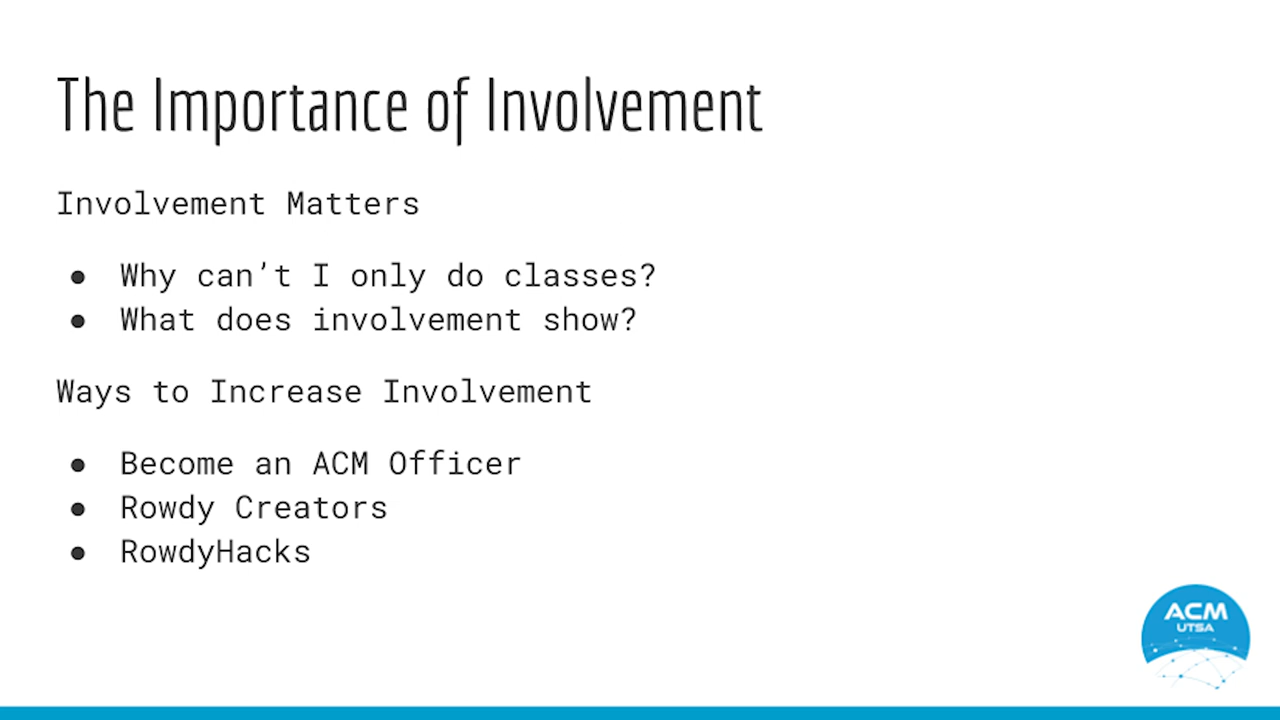 The Importance of Involvement
Involvement Matters
● Why can’t I only do classes?
● What does involvement show?
Ways to Increase Involvement
● Become an ACM Officer
● Rowdy Creators
● RowdyHacks
ACM
UTSA